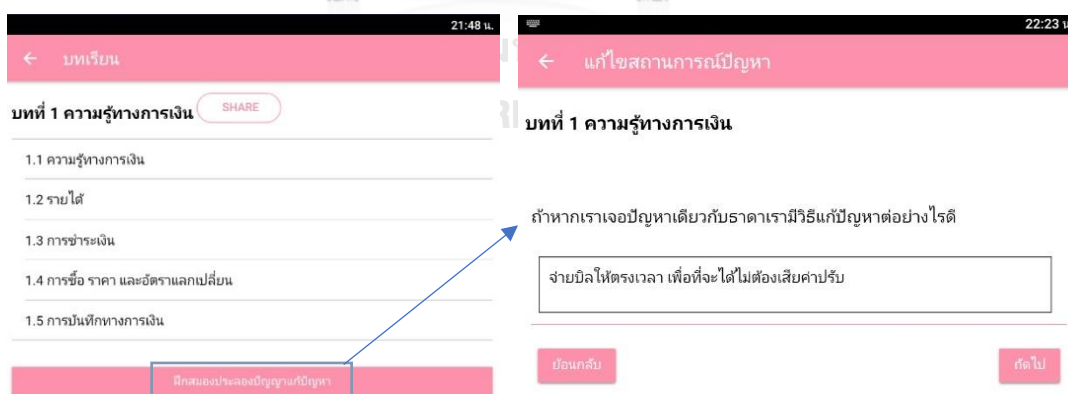 21:48 น.
บทเรียน
บทที่ 1 ความรู้ทางการเงิน
SHARE
1.1 ความรู้ทางการเงิน
1.2 รายได้
1.3 การชำระเงิน
1.4 การซื้อ ราคา และอัตราแลกเปลี่ยน
1.5 การบันทึกทางการเงิน
ฝึกสมองประลองปัญญาแก้ปัญหา
22:23 น
แก้ไขสถานการณ์ปัญหา
บทที่ 1 ความรู้ทางการเงิน
ถ้าหากเราเจอปัญหาเดียวกับธาดาเรามีวิธีแก้ปัญหาต่ออย่างไรดี
จ่ายบิลให้ตรงเวลา เพื่อที่จะได้ไม่ต้องเสียค่าปรับ
ย้อนกลับ
ถัดไป